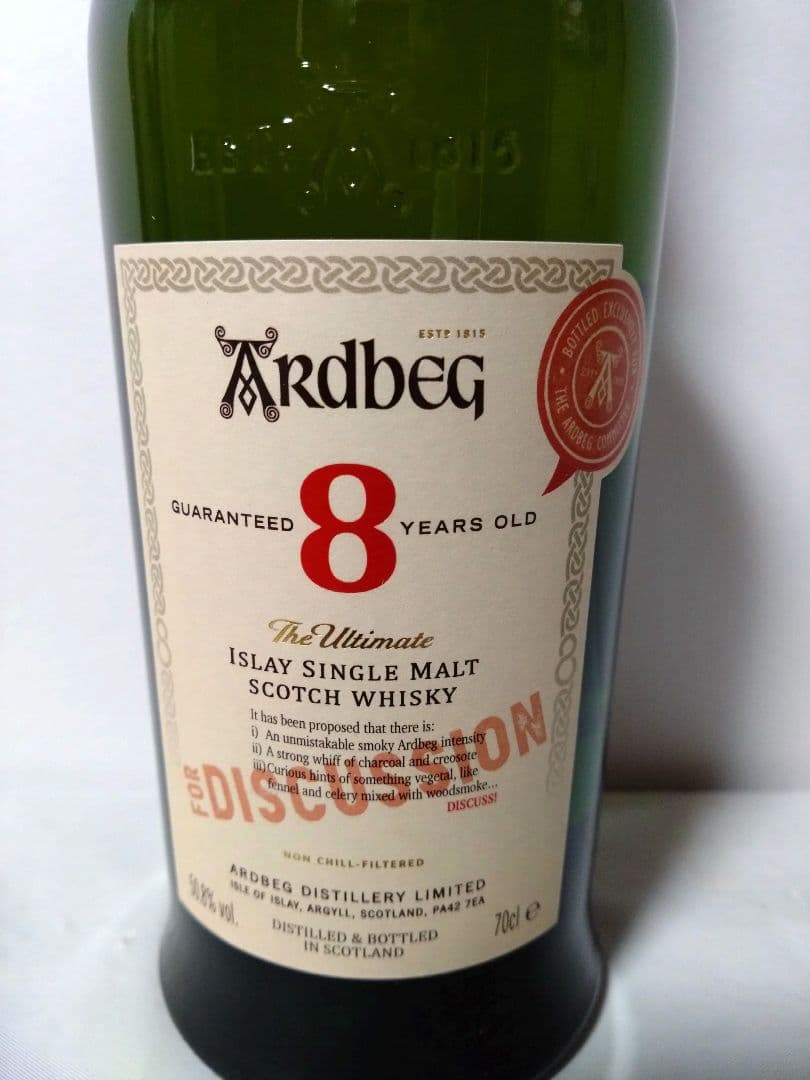 EST. 1815
ESTD 1815
ARdbEG
BOTTLED EXCLUSIVELY FOR
THE ARDBEG COMMITTEE
GUARANTEED 8 YEARS OLD
The Ultimate
ISLAY SINGLE MALT
SCOTCH WHISKY
It has been proposed that there is:
i) An unmistakable smoky Ardbeg intensity
ii) A strong whiff of charcoal and creosote
iii) Curious hints of something vegetal, like
fennel and celery mixed with woodsmoke...
DISCUSS!
FOR DISCUSSION
NON CHILL-FILTERED
ARDBEG DISTILLERY LIMITED
ISLE OF ISLAY, ARGYLL, SCOTLAND, PA42 7EA
50.8% vol.
DISTILLED & BOTTLED
IN SCOTLAND
70cl e